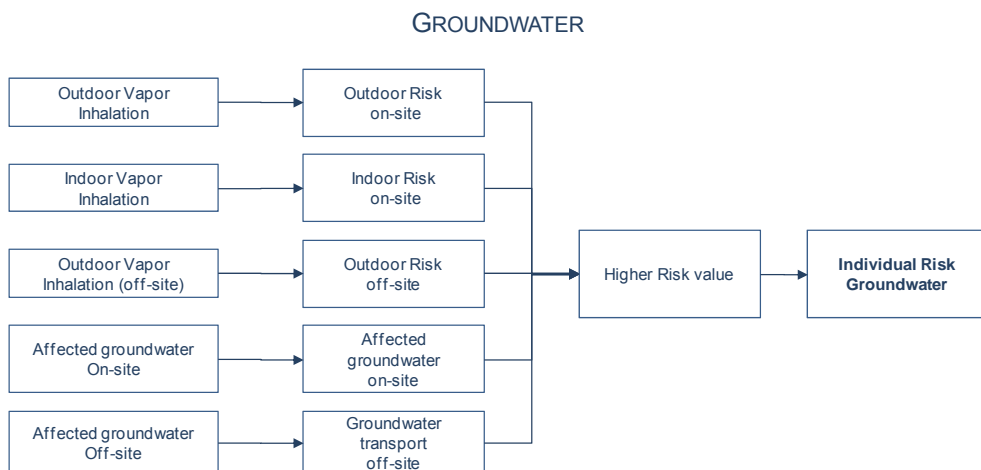 GROUNDWATER
Outdoor Vapor
Inhalation
Outdoor Risk
on-site
Indoor Vapor
Inhalation
Indoor Risk
on-site
Outdoor Vapor
Inhalation (off-site)
Outdoor Risk
off-site
Higher Risk value
Individual Risk
Groundwater
Affected groundwater
On-site
Affected
groundwater
on-site
Affected groundwater
Off-site
Groundwater
transport
off-site